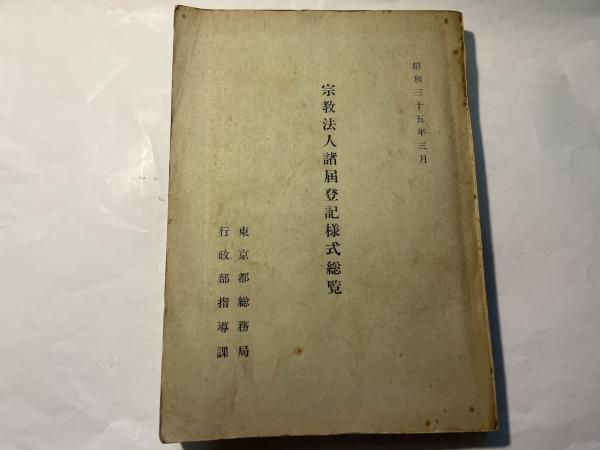 昭和三十五年三月
宗教法人諸届登記様式総覧
東京都総務局
行政部指導課